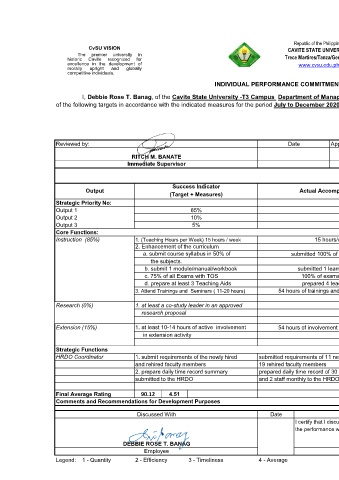 CvSU VISION
The premier university in
historic Cavite recognized for
excellence in the development of
morally upright and globally
competitive individuals.
Republic of the Philippin
CAVITE STATE UNIVER
Trece Martires/Tanza/Gen
www.cvsu.edu.ph
INDIVIDUAL PERFORMANCE COMMITMEN
I, Debbie Rose T. Banag, of the Cavite State University -T3 Campus, Department of Manag
of the following targets in accordance with the indicated measures for the period July to December 2020
Reviewed by: Date App
RITCH M. BANATE
Immediate Supervisor
Output Success Indicator Actual Accomp
(Target + Measures)
Strategic Priority No:
Output 1 85%
Output 2 10%
Output 3 5%
Core Functions:
Instruction (85%) 1. (Teaching Hours per Week) 15 hours / week 15 hours/
2. Enhancement of the curriculum
a. submit course syllabus in 50% of submitted 100% of
the subjects.
b. submit 1 module/manual/workbook submitted 1 lear
c. 75% of all Exams with TOS 100% of exams
d. prepare at least 3 Teaching Aids prepared 4 lea
3. Attend Trainings and Seminars ( 11-20 hours) 54 hours of trainings and
Research (0%) 1. at least a co-study leader in an approved
research proposal
Extension (15%) 1. at least 10-14 hours of active involvement 54 hours of involvement
in extension activity
Strategic Functions
HRDO Coordinator 1. submit requirements of the newly hired submitted requirements of 11 ne
and rehired faculty members 19 rehired faculty members
2. prepare daily time record summary prepared daily time record of 30
submitted to the HRDO and 2 staff monthly to the HRDO
Final Average Rating 90.12 4.51
Comments and Recommendations for Development Purposes
Discussed With Date
I certify that I discu
the performance w
DEBBIE ROSE T. BANAG
Employee
Legend: 1 - Quantity 2 - Efficiency 3 - Timeliness 4 - Average